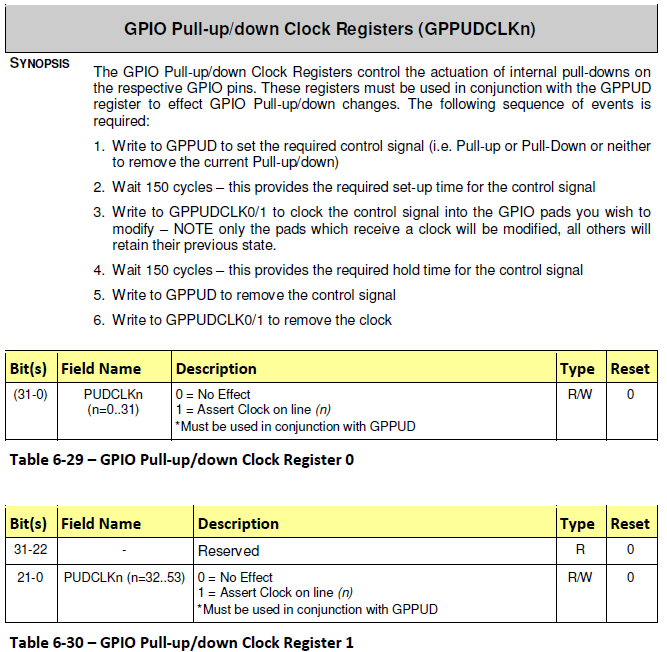 GPIO Pull-up/down Clock Registers (GPPUDCLKn)
SYNOPSIS
The GPIO Pull-up/down Clock Registers control the actuation of internal pull-downs on
the respective GPIO pins. These registers must be used in conjunction with the GPPUD
register to effect GPIO Pull-up/down changes. The following sequence of events is
required:
1. Write to GPPUD to set the required control signal (i.e. Pull-up or Pull-Down or neither
to remove the current Pull-up/down)
2. Wait 150 cycles – this provides the required set-up time for the control signal
3. Write to GPPUDCLK0/1 to clock the control signal into the GPIO pads you wish to
modify – NOTE only the pads which receive a clock will be modified, all others will
retain their previous state.
4. Wait 150 cycles – this provides the required hold time for the control signal
5. Write to GPPUD to remove the control signal
6. Write to GPPUDCLK0/1 to remove the clock
Bit(s) Field Name Description Type Reset
(31-0) PUDCLKn 0 = No Effect R/W 0
(n=0..31) 1 = Assert Clock on line (n)
*Must be used in conjunction with GPPUD
Table 6-29 – GPIO Pull-up/down Clock Register 0
Bit(s) Field Name Description Type Reset
31-22 - Reserved R 0
21-0 PUDCLKn (n=32..53) 0 = No Effect R/W 0
1 = Assert Clock on line (n)
*Must be used in conjunction with GPPUD
Table 6-30 – GPIO Pull-up/down Clock Register 1